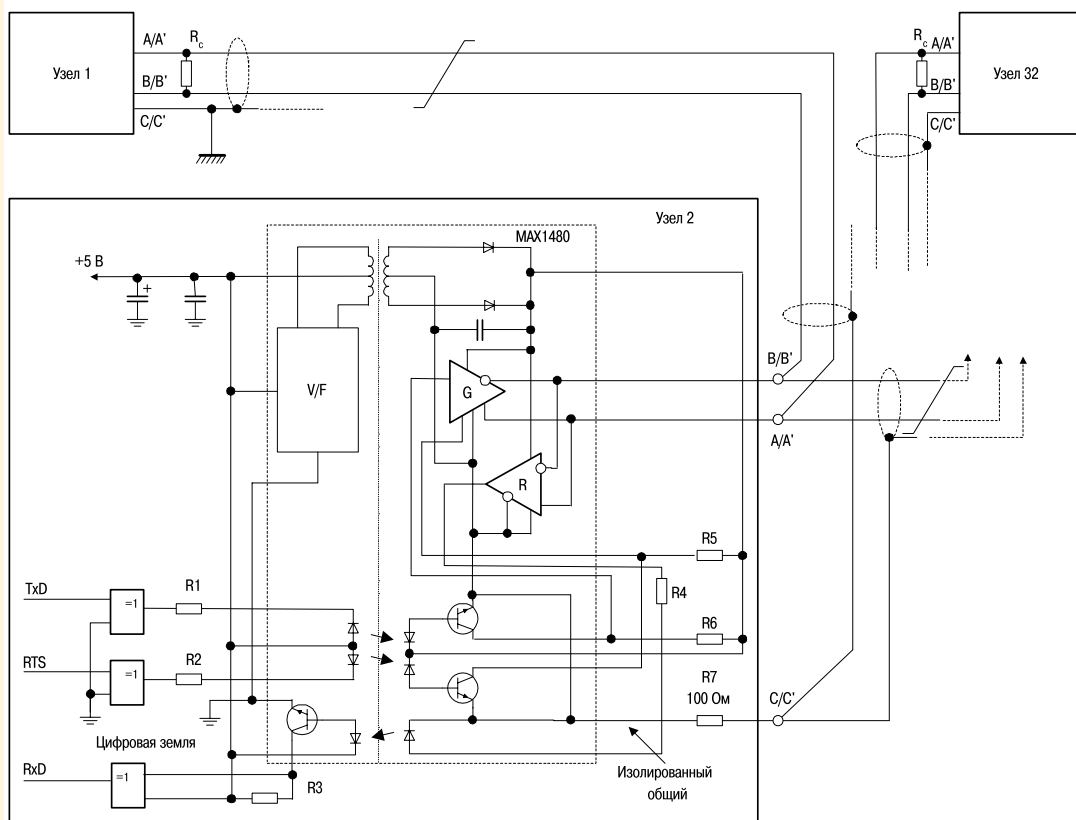 Узел 1
A/A'
Rc
B/B'
C/C'
Rc
A/A'
B/B'
C/C'
Узел 32
Узел 2
MAX1480
+5 В
+
V/F
G
R
B/B'
A/A'
R5
R4
R6
R7
100 Ом
C/C'
TxD
=1
R1
RTS
=1
R2
Цифровая земля
RxD
=1
R3
Изолированный
общий